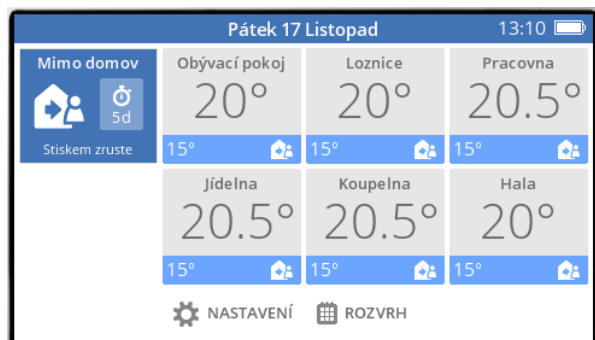 Pátek 17 Listopad
13:10
Mimo domov
5d
Stiskem zruste
Obývací pokoj
20°
15°
Loznice
20°
15°
Pracovna
20.5°
15°
Jídelna
20.5°
15°
Koupelna
20.5°
15°
Hala
20°
15°
NASTAVENÍ
ROZVRH